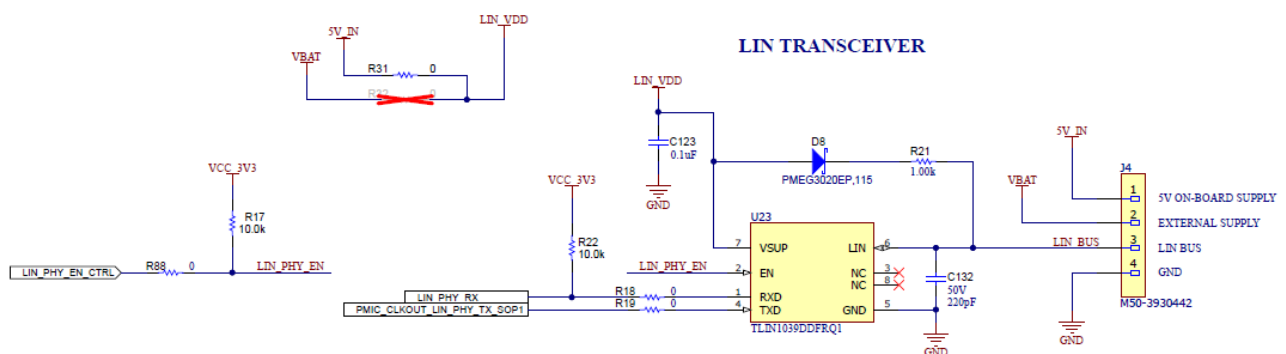 LIN_VDD
5V_IN
VBAT
R31 0
R32 0
LIN TRANSCEIVER
LIN_VDD
C123
0.1uF
GND
D8
PMEG3020EP,115
R21
1.00k
5V_IN
VBAT
J4
1 5V ON-BOARD SUPPLY
2 EXTERNAL SUPPLY
LIN_BUS 3 LIN BUS
4 GND
M50-3930442
GND
VCC_3V3
R17
10.0k
LIN_PHY_EN_CTRL R88 0 LIN_PHY_EN
VCC_3V3
R22
10.0k
LIN_PHY_EN
LIN_PHY_RX R18 0
PMIC_CLKOUT_LIN_PHY_TX_SOP1 R19 0
U23
7 VSUP LIN 6
2 EN NC 3
NC 8
1 RXD
4 TXD GND 5
TLIN1039DDFRQ1
C132
50V
220pF
GND